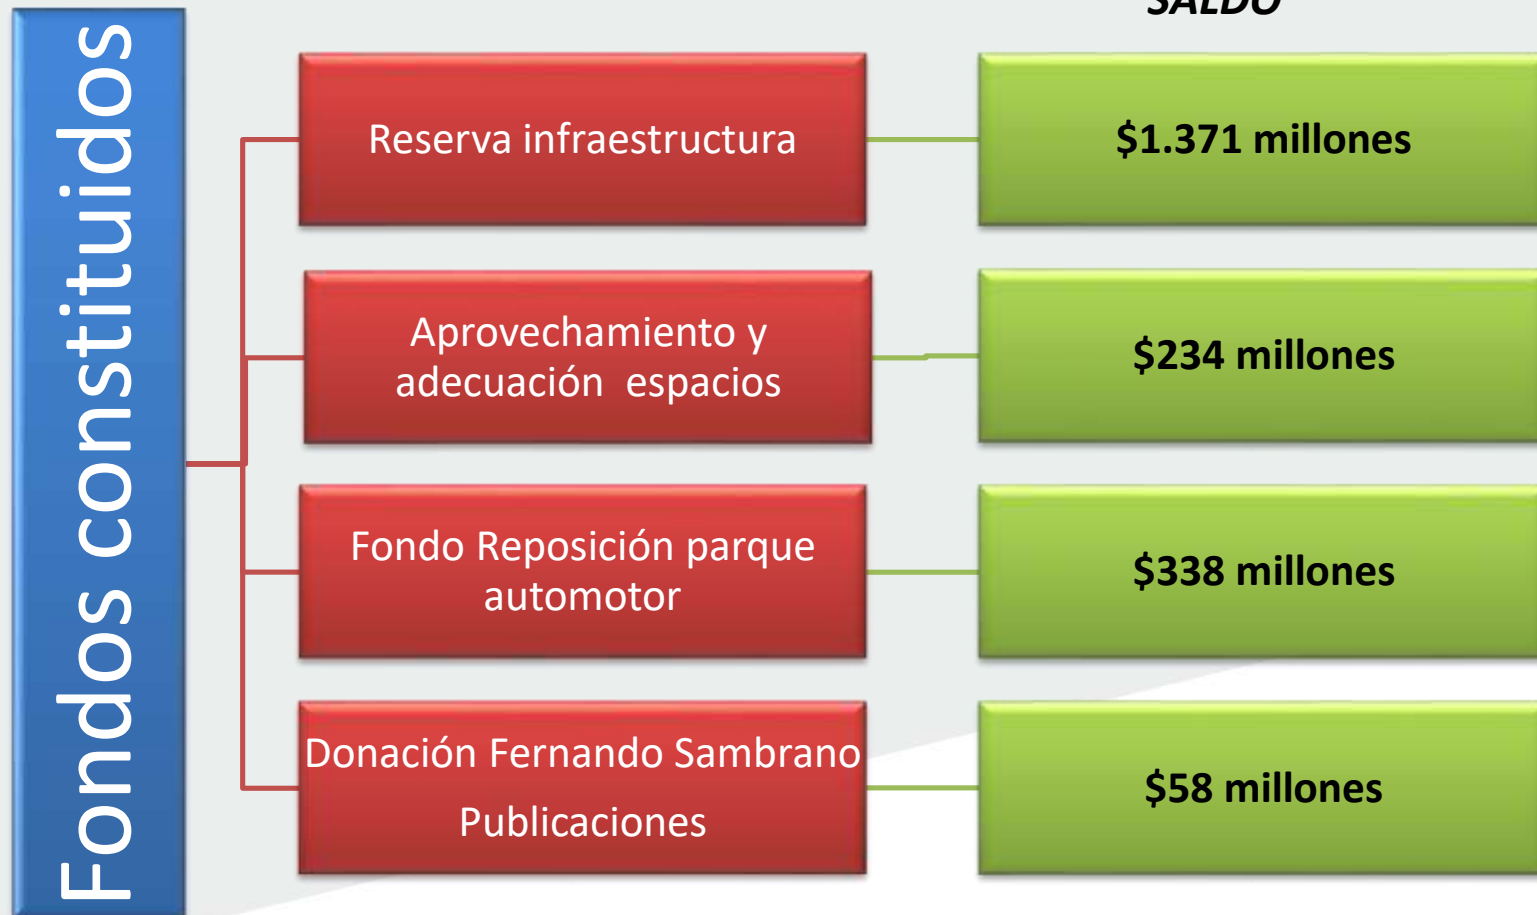 SALDO
Fondos constituidos
Reserva infraestructura
$1.371 millones
Aprovechamiento y
adecuación  espacios
$234 millones
Fondo Reposición parque
automotor
$338 millones
Donación Fernando Sambrano
Publicaciones
$58 millones